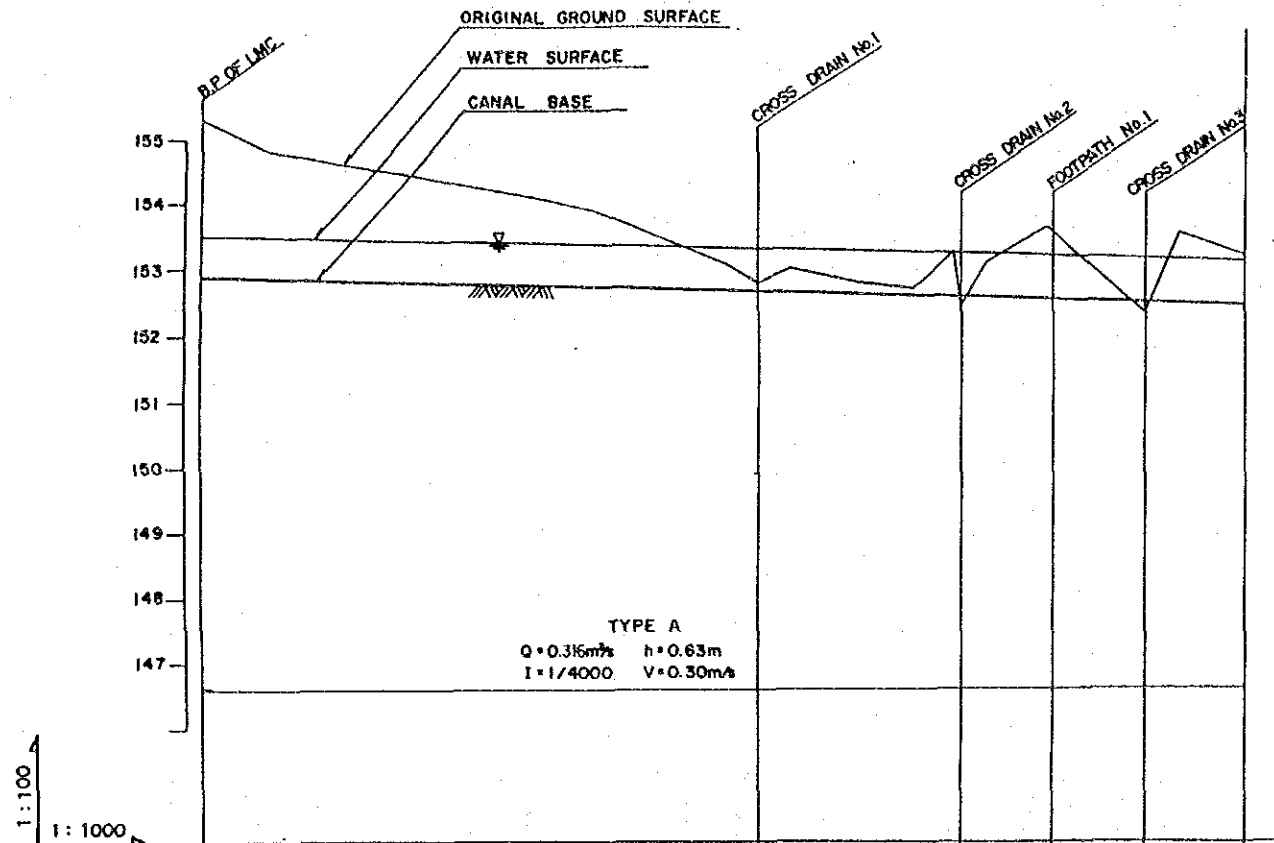 ORIGINAL GROUND SURFACE
WATER SURFACE
CANAL BASE
B.P. OF LMC
CROSS DRAIN No.1
CROSS DRAIN No.2
FOOTPATH No.1
CROSS DRAIN No.3
155
154
153
152
151
150
149
148
147
TYPE A
Q=0.316m³/s h=0.63m
I=1/4000 V=0.30m/s
1:100
1:1000